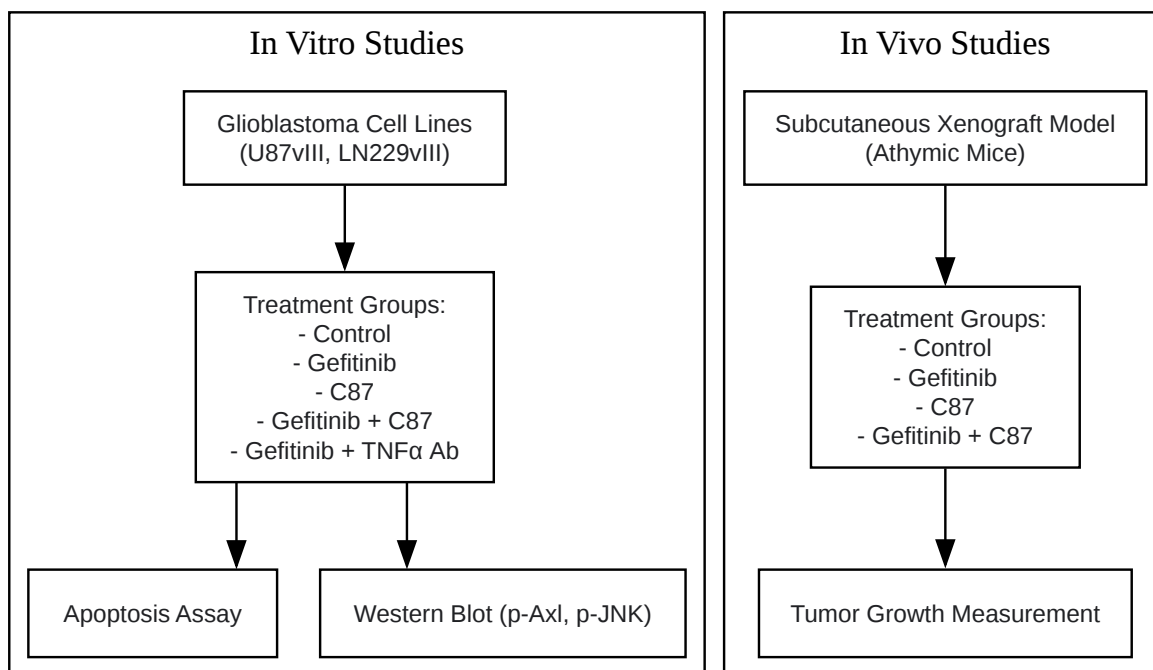 In Vitro Studies
Glioblastoma Cell Lines
(U87vIII, LN229vIII)
Treatment Groups:
- Control
- Gefitinib
- C87
- Gefitinib + C87
- Gefitinib + TNFα Ab
Apoptosis Assay
Western Blot (p-Axl, p-JNK)
In Vivo Studies
Subcutaneous Xenograft Model
(Athymic Mice)
Treatment Groups:
- Control
- Gefitinib
- C87
- Gefitinib + C87
Tumor Growth Measurement